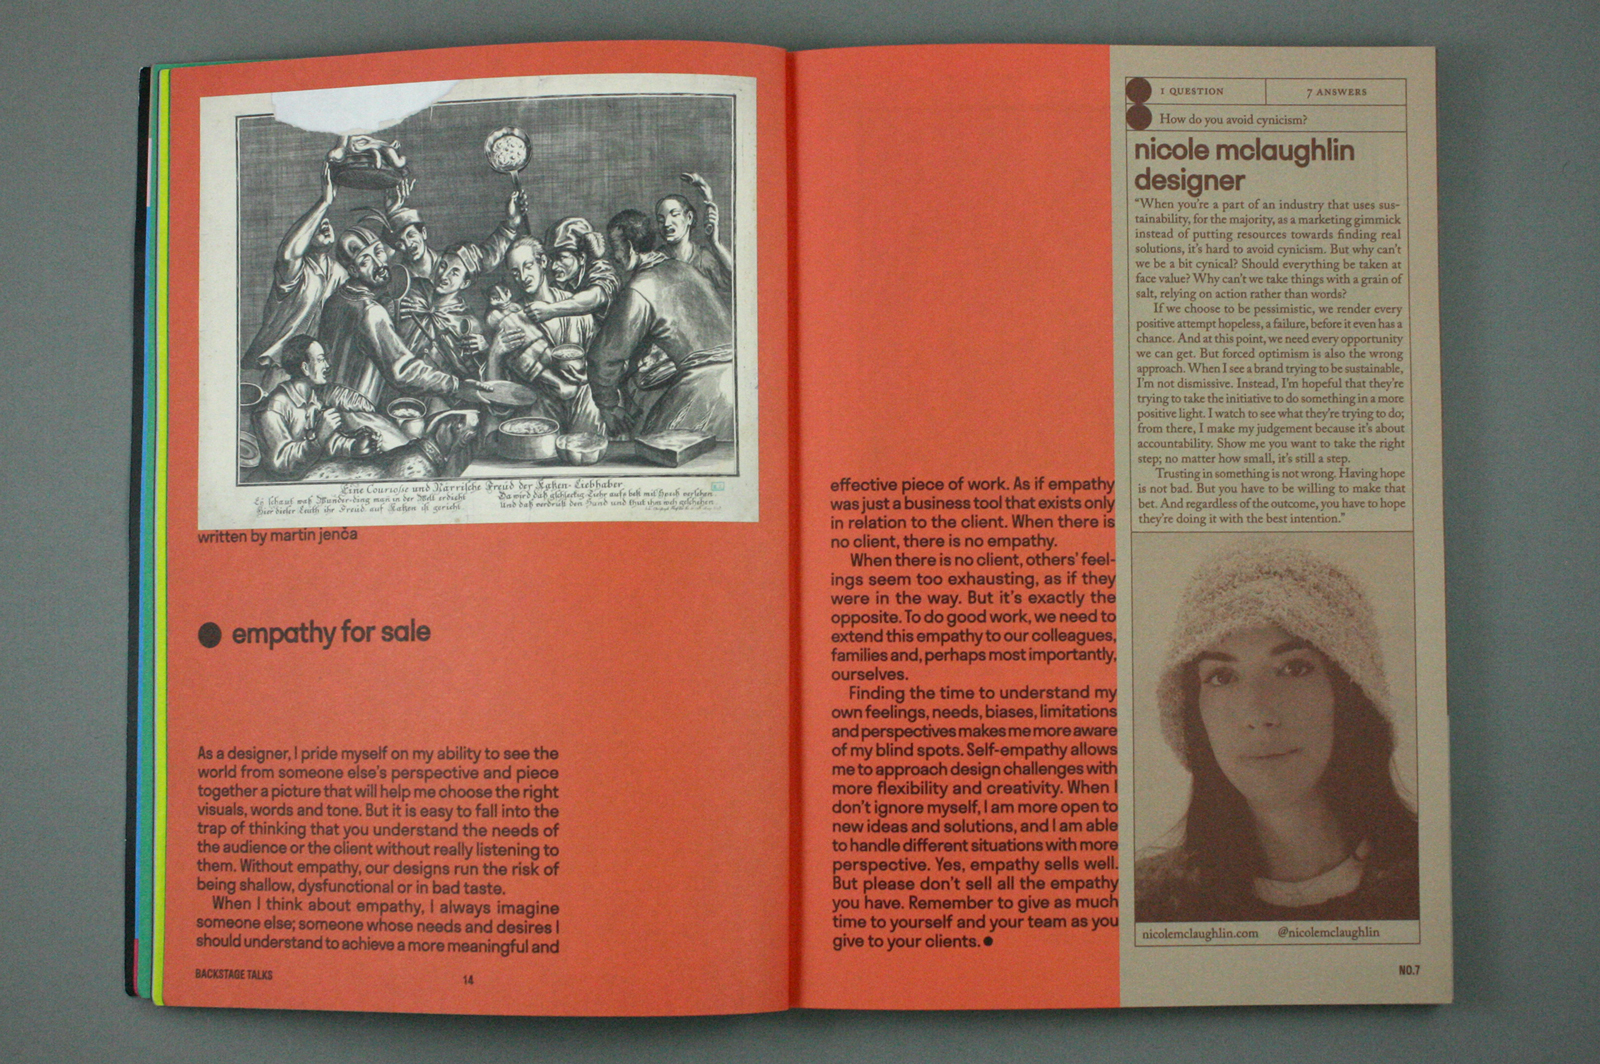 Eine Courioſse und Närrische Freud der Katzen-Liebhaber
written by martin jenča
empathy for sale
As a designer, I pride myself on my ability to see the
world from someone else's perspective and piece
together a picture that will help me choose the right
visuals, words and tone. But it is easy to fall into the
trap of thinking that you understand the needs of
the audience or the client without really listening to
them. Without empathy, our designs run the risk of
being shallow, dysfunctional or in bad taste.
When I think about empathy, I always imagine
someone else; someone whose needs and desires I
should understand to achieve a more meaningful and
BACKSTAGE TALKS
14
effective piece of work. As if empathy
was just a business tool that exists only
in relation to the client. When there is
no client, there is no empathy.
When there is no client, others' feel-
ings seem too exhausting, as if they
were in the way. But it's exactly the
opposite. To do good work, we need to
extend this empathy to our colleagues,
families and, perhaps most importantly,
ourselves.
Finding the time to understand my
own feelings, needs, biases, limitations
and perspectives makes me more aware
of my blind spots. Self-empathy allows
me to approach design challenges with
more flexibility and creativity. When I
don't ignore myself, I am more open to
new ideas and solutions, and I am able
to handle different situations with more
perspective. Yes, empathy sells well.
But please don't sell all the empathy
you have. Remember to give as much
time to yourself and your team as you
give to your clients.
1 QUESTION
7 ANSWERS
How do you avoid cynicism?
nicole mclaughlin
designer
"When you're a part of an industry that uses sus-
tainability, for the majority, as a marketing gimmick
instead of putting resources towards finding real
solutions, it's hard to avoid cynicism. But why can't
we be a bit cynical? Should everything be taken at
face value? Why can't we take things with a grain of
salt, relying on action rather than words?
If we choose to be pessimistic, we render every
positive attempt hopeless, a failure, before it even has a
chance. And at this point, we need every opportunity
we can get. But forced optimism is also the wrong
approach. When I see a brand trying to be sustainable,
I'm not dismissive. Instead, I'm hopeful that they're
trying to take the initiative to do something in a more
positive light. I watch to see what they're trying to do;
from there, I make my judgement because it's about
accountability. Show me you want to take the right
step; no matter how small, it's still a step.
Trusting in something is not wrong. Having hope
is not bad. But you have to be willing to make that
bet. And regardless of the outcome, you have to hope
they're doing it with the best intention."
nicolemclaughlin.com @nicolemclaughlin
NO.7